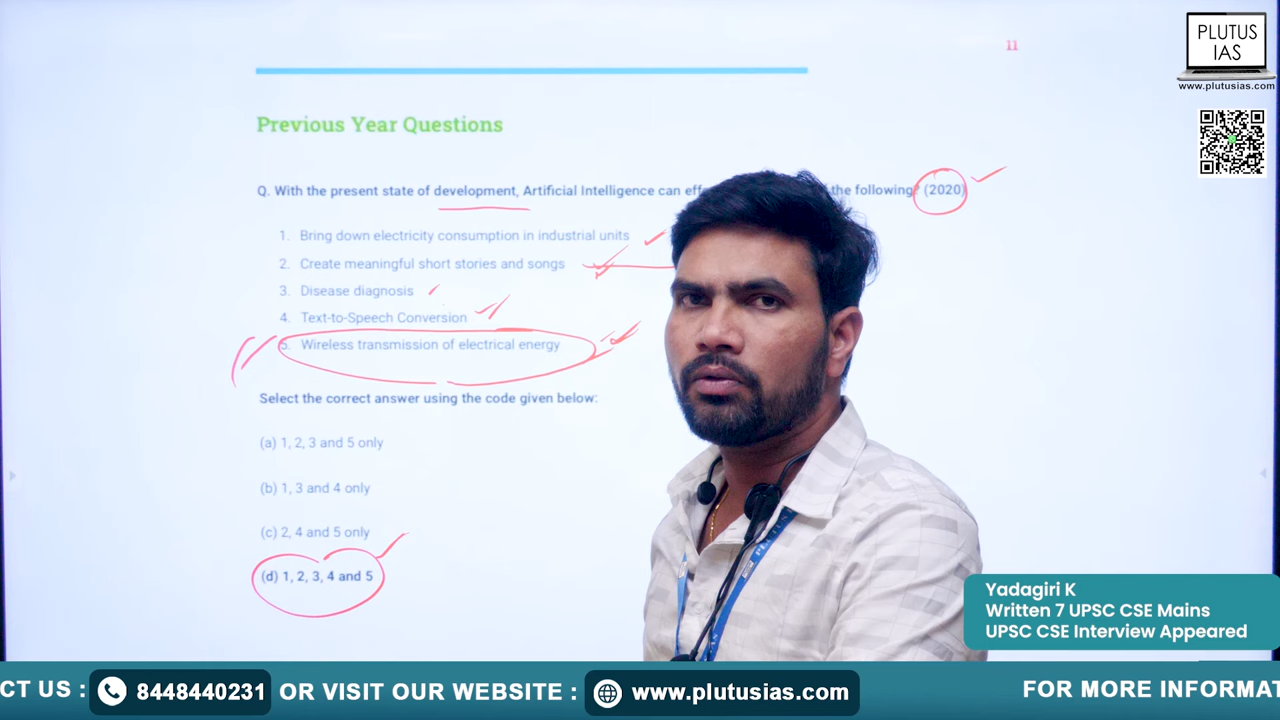 11
PLUTUS
IAS
www.plutusias.com
Previous Year Questions
Q. With the present state of development, Artificial Intelligence can the following? (2020)
1. Bring down electricity consumption in industrial units
2. Create meaningful short stories and songs
3. Disease diagnosis
4. Text-to-Speech Conversion
5. Wireless transmission of electrical energy
Select the correct answer using the code given below:
(a) 1, 2, 3 and 5 only
(b) 1, 3 and 4 only
(c) 2, 4 and 5 only
(d) 1, 2, 3, 4 and 5
Yadagiri K
Written 7 UPSC CSE Mains
UPSC CSE Interview Appeared
CT US : 8448440231 OR VISIT OUR WEBSITE : www.plutusias.com FOR MORE INFORMAT